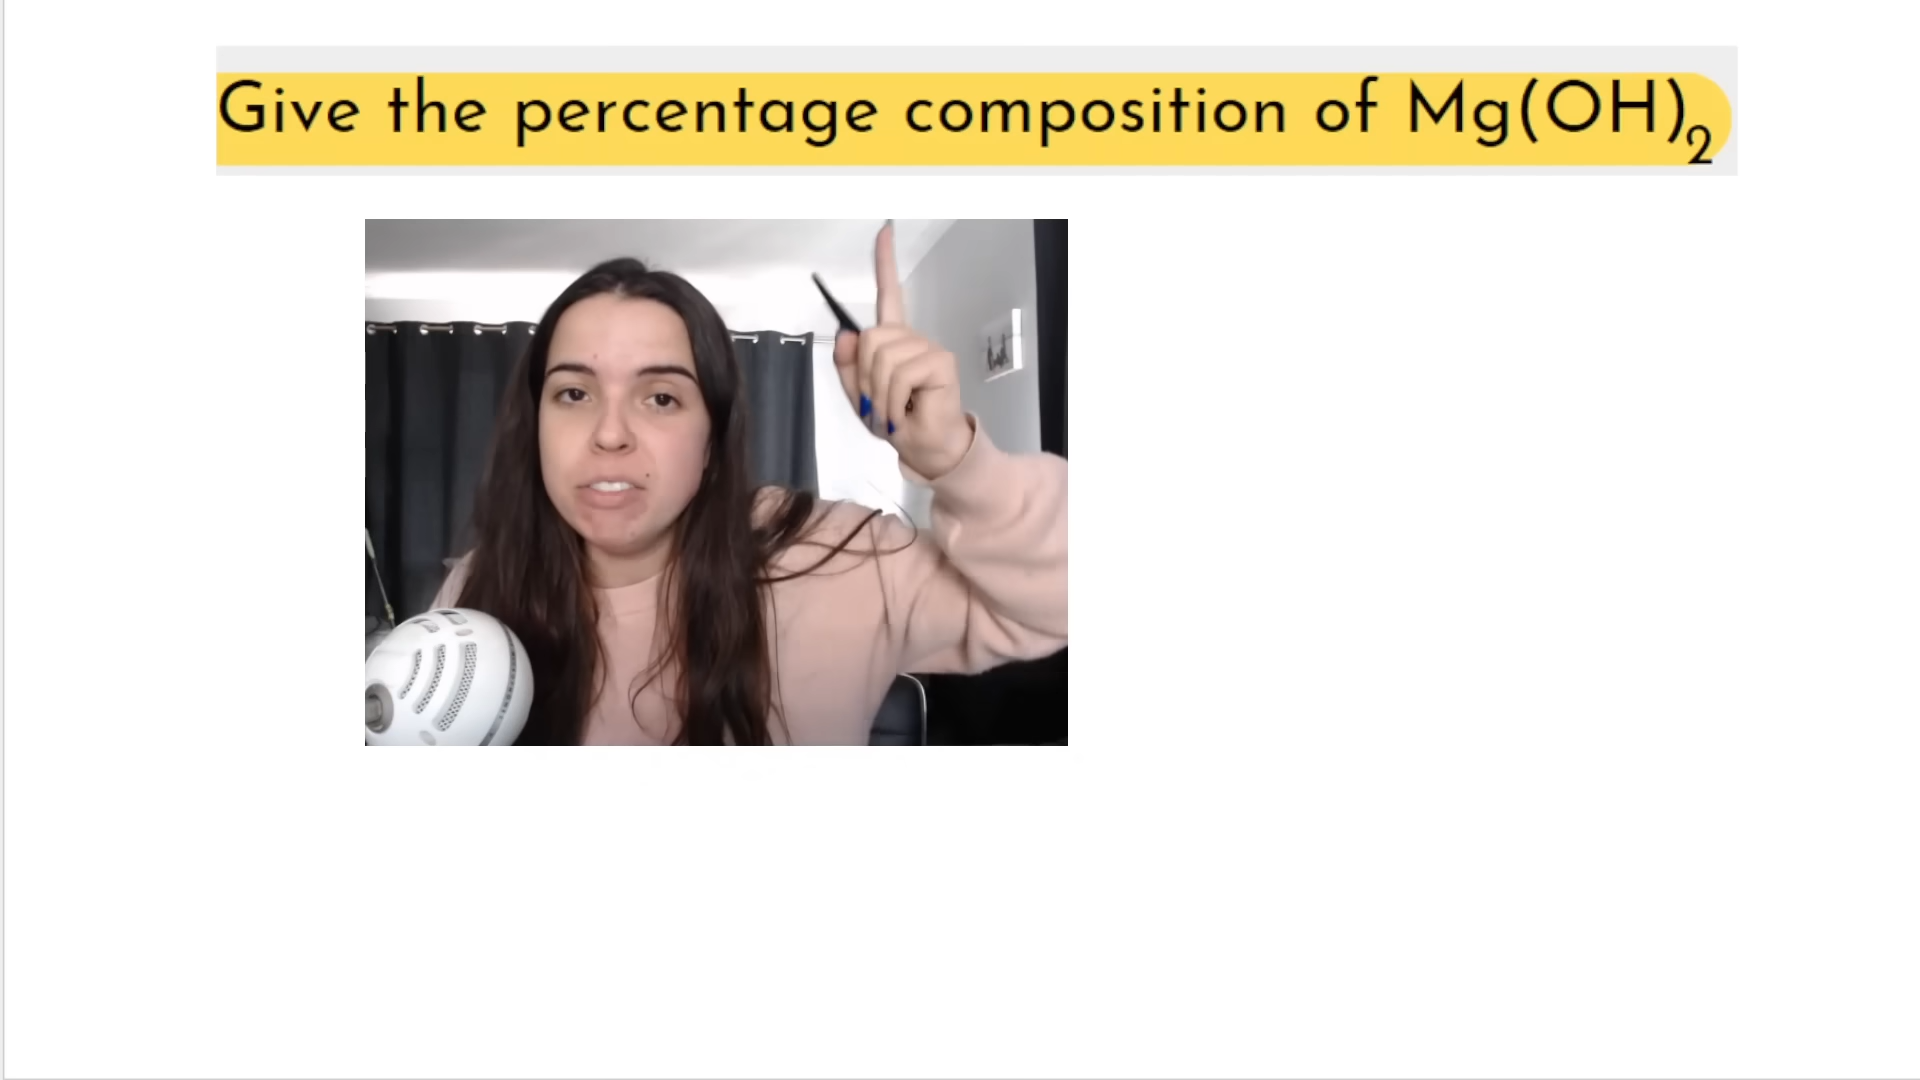 Give the percentage composition of Mg(OH)₂